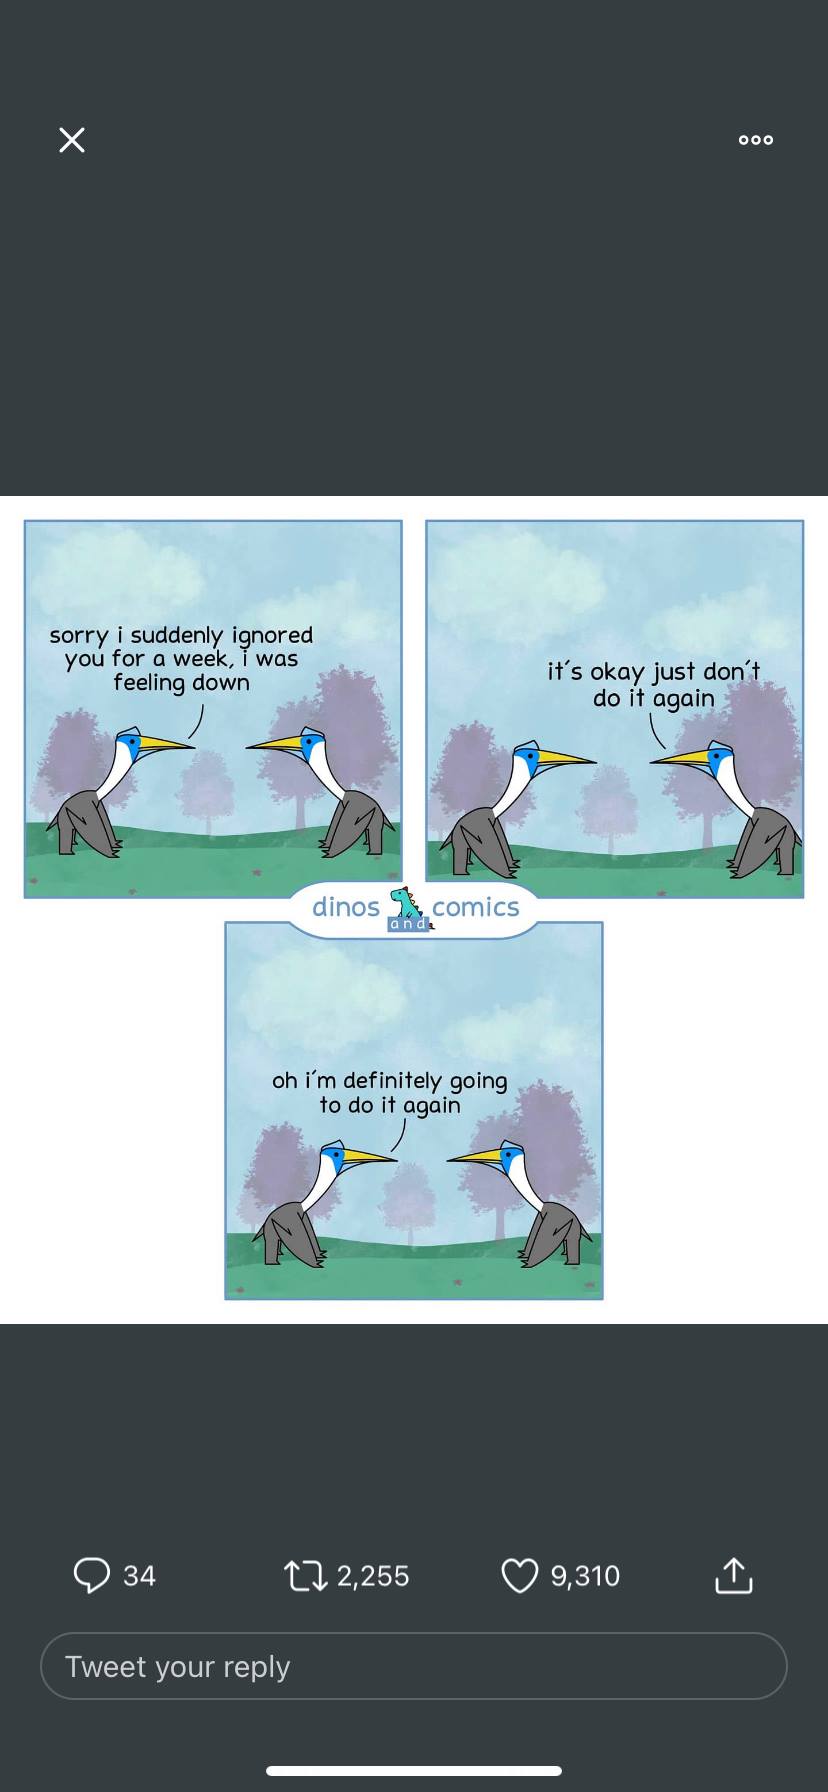 sorry i suddenly ignored
you for a week, i was
feeling down
it's okay just don't
do it again
dinos and comics
oh i'm definitely going
to do it again
34 2,255 9,310
Tweet your reply